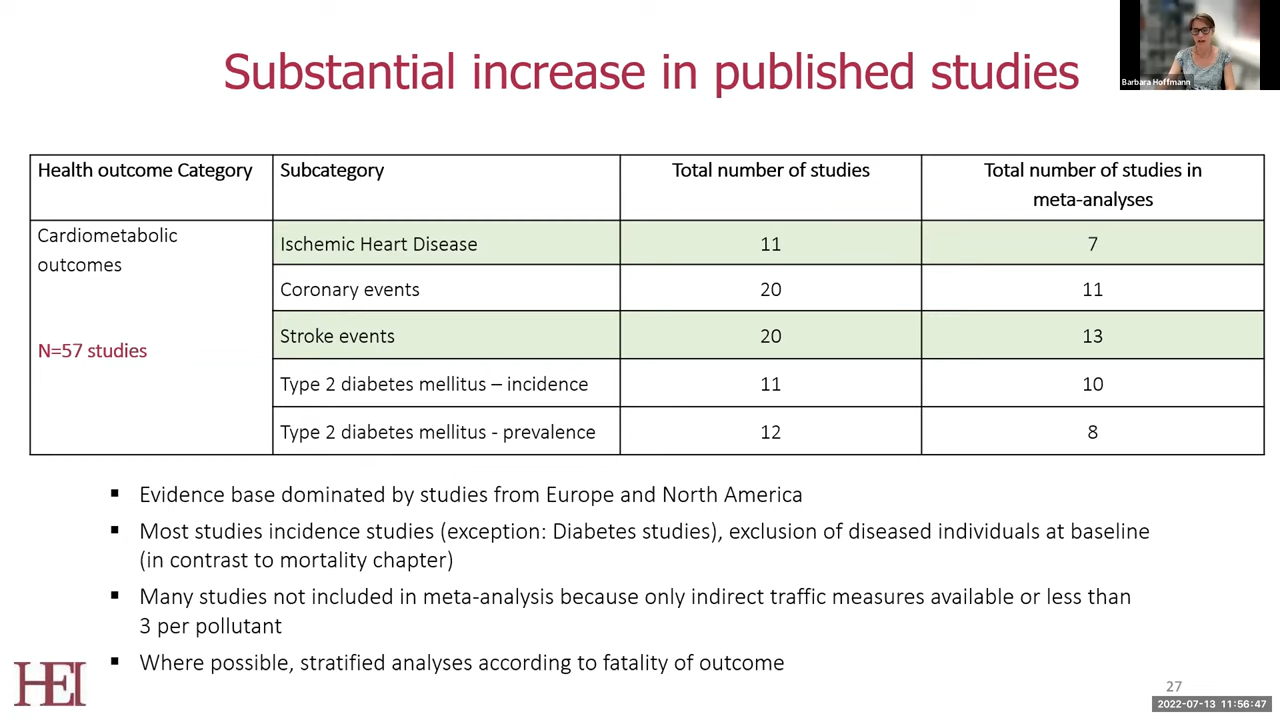 Substantial increase in published studies
Barbara Hoffmann
Health outcome Category
Subcategory
Total number of studies
Total number of studies in
meta-analyses
Cardiometabolic
outcomes
N=57 studies
Ischemic Heart Disease
11
7
Coronary events
20
11
Stroke events
20
13
Type 2 diabetes mellitus – incidence
11
10
Type 2 diabetes mellitus - prevalence
12
8
▪ Evidence base dominated by studies from Europe and North America
▪ Most studies incidence studies (exception: Diabetes studies), exclusion of diseased individuals at baseline
(in contrast to mortality chapter)
▪ Many studies not included in meta-analysis because only indirect traffic measures available or less than
3 per pollutant
▪ Where possible, stratified analyses according to fatality of outcome
HEI
27
2022-07-13 11:56:47